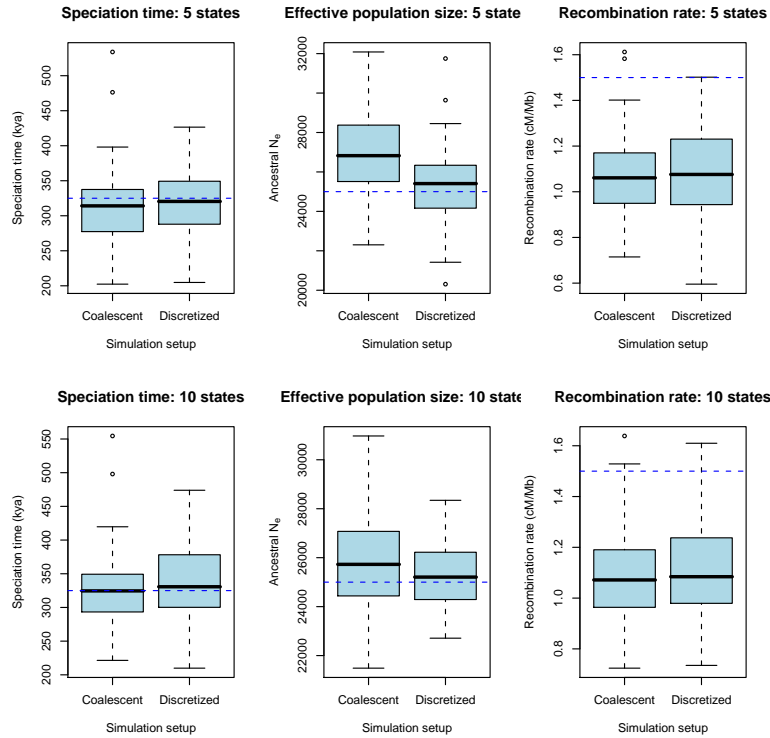 Speciation time: 5 states
Speciation time (kya)
500
450
400
350
300
250
200
Coalescent Discretized
Simulation setup
Effective population size: 5 state
Ancestral Ne
32000
28000
24000
20000
Coalescent Discretized
Simulation setup
Recombination rate: 5 states
Recombination rate (cM/Mb)
1.6
1.4
1.2
1.0
0.8
0.6
Coalescent Discretized
Simulation setup
Speciation time: 10 states
Speciation time (kya)
550
500
450
400
350
300
250
200
Coalescent Discretized
Simulation setup
Effective population size: 10 state
Ancestral Ne
30000
28000
26000
24000
22000
Coalescent Discretized
Simulation setup
Recombination rate: 10 states
Recombination rate (cM/Mb)
1.6
1.4
1.2
1.0
0.8
Coalescent Discretized
Simulation setup